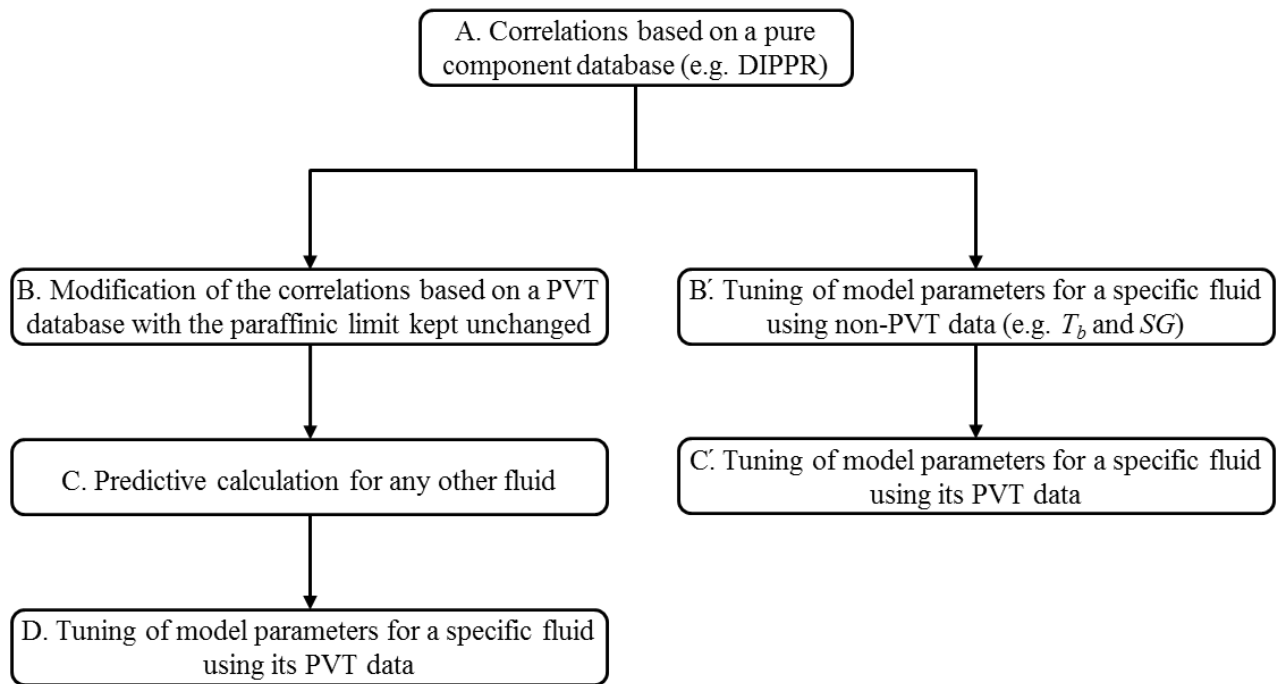 A. Correlations based on a pure
component database (e.g. DIPPR)
B. Modification of the correlations based on a PVT
database with the paraffinic limit kept unchanged
B′. Tuning of model parameters for a specific fluid
using non-PVT data (e.g. T_b and SG)
C. Predictive calculation for any other fluid
C′. Tuning of model parameters for a specific fluid
using its PVT data
D. Tuning of model parameters for a specific fluid
using its PVT data